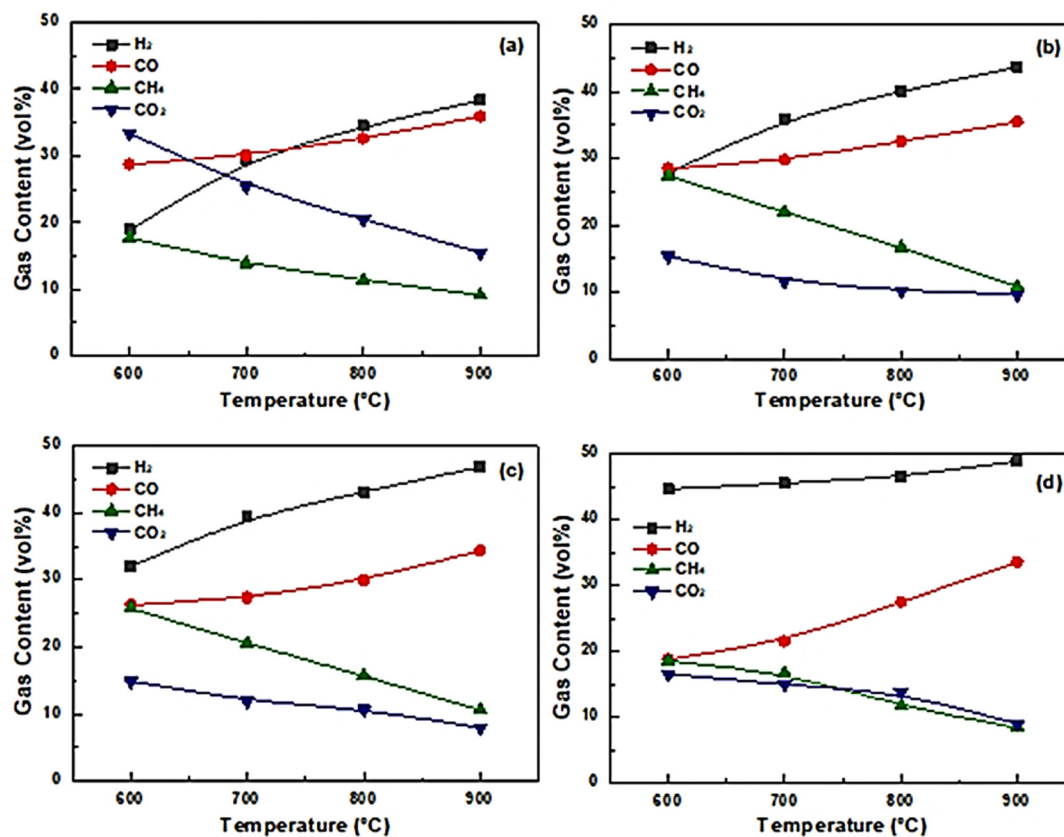 50
40
30
20
10
0
Gas Content (vol%)
H₂
CO
CH₄
CO₂
(a)
600 700 800 900
Temperature (°C)
50
40
30
20
10
0
Gas Content (vol%)
H₂
CO
CH₄
CO₂
(b)
600 700 800 900
Temperature (°C)
50
40
30
20
10
0
Gas Content (vol%)
H₂
CO
CH₄
CO₂
(c)
600 700 800 900
Temperature (°C)
50
40
30
20
10
0
Gas Content (vol%)
H₂
CO
CH₄
CO₂
(d)
600 700 800 900
Temperature (°C)